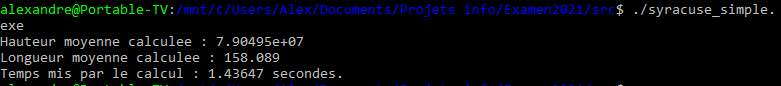 alexandre@Portable-TV:/mnt/c/Users/Alex/Documents/Projets info/Examen2021/src$ ./syracuse_simple.
exe
Hauteur moyenne calculee : 7.90495e+07
Longueur moyenne calculee : 158.089
Temps mis par le calcul : 1.43647 secondes.